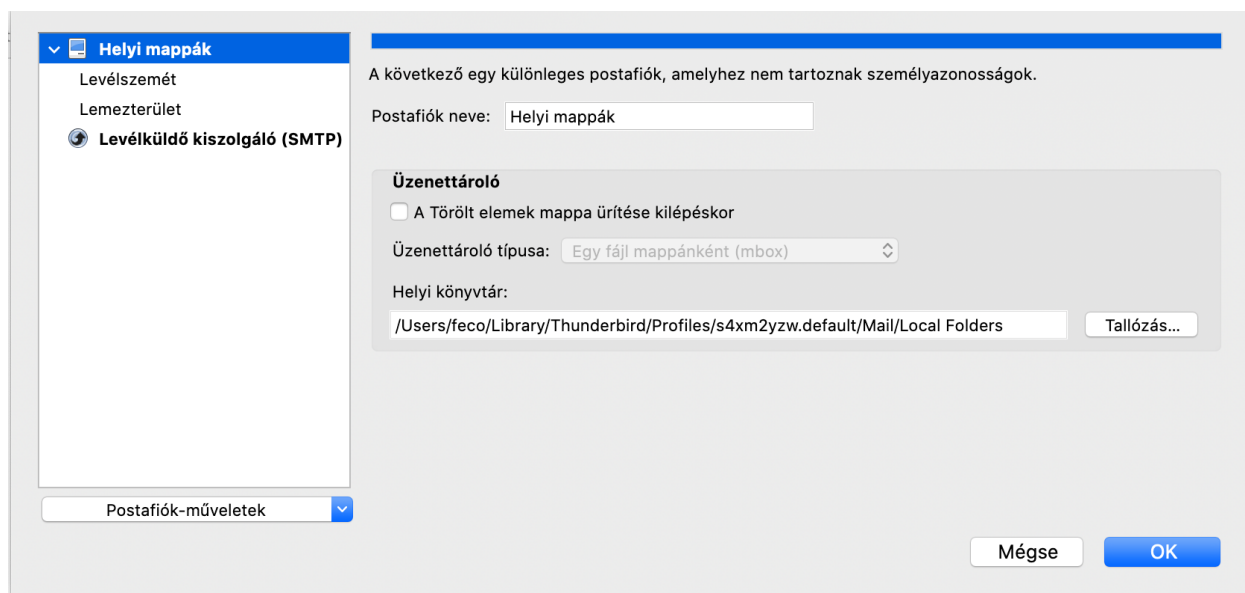 Helyi mappák
Levélszemét
Lemezterület
Levélküldő kiszolgáló (SMTP)
Postafiók-műveletek
A következő egy különleges postafiók, amelyhez nem tartoznak személyazonosságok.
Postafiók neve: Helyi mappák
Üzenettároló
A Törölt elemek mappa ürítése kilépéskor
Üzenettároló típusa: Egy fájl mappánként (mbox)
Helyi könyvtár:
/Users/feco/Library/Thunderbird/Profiles/s4xm2yzw.default/Mail/Local Folders Tallózás...
Mégse OK